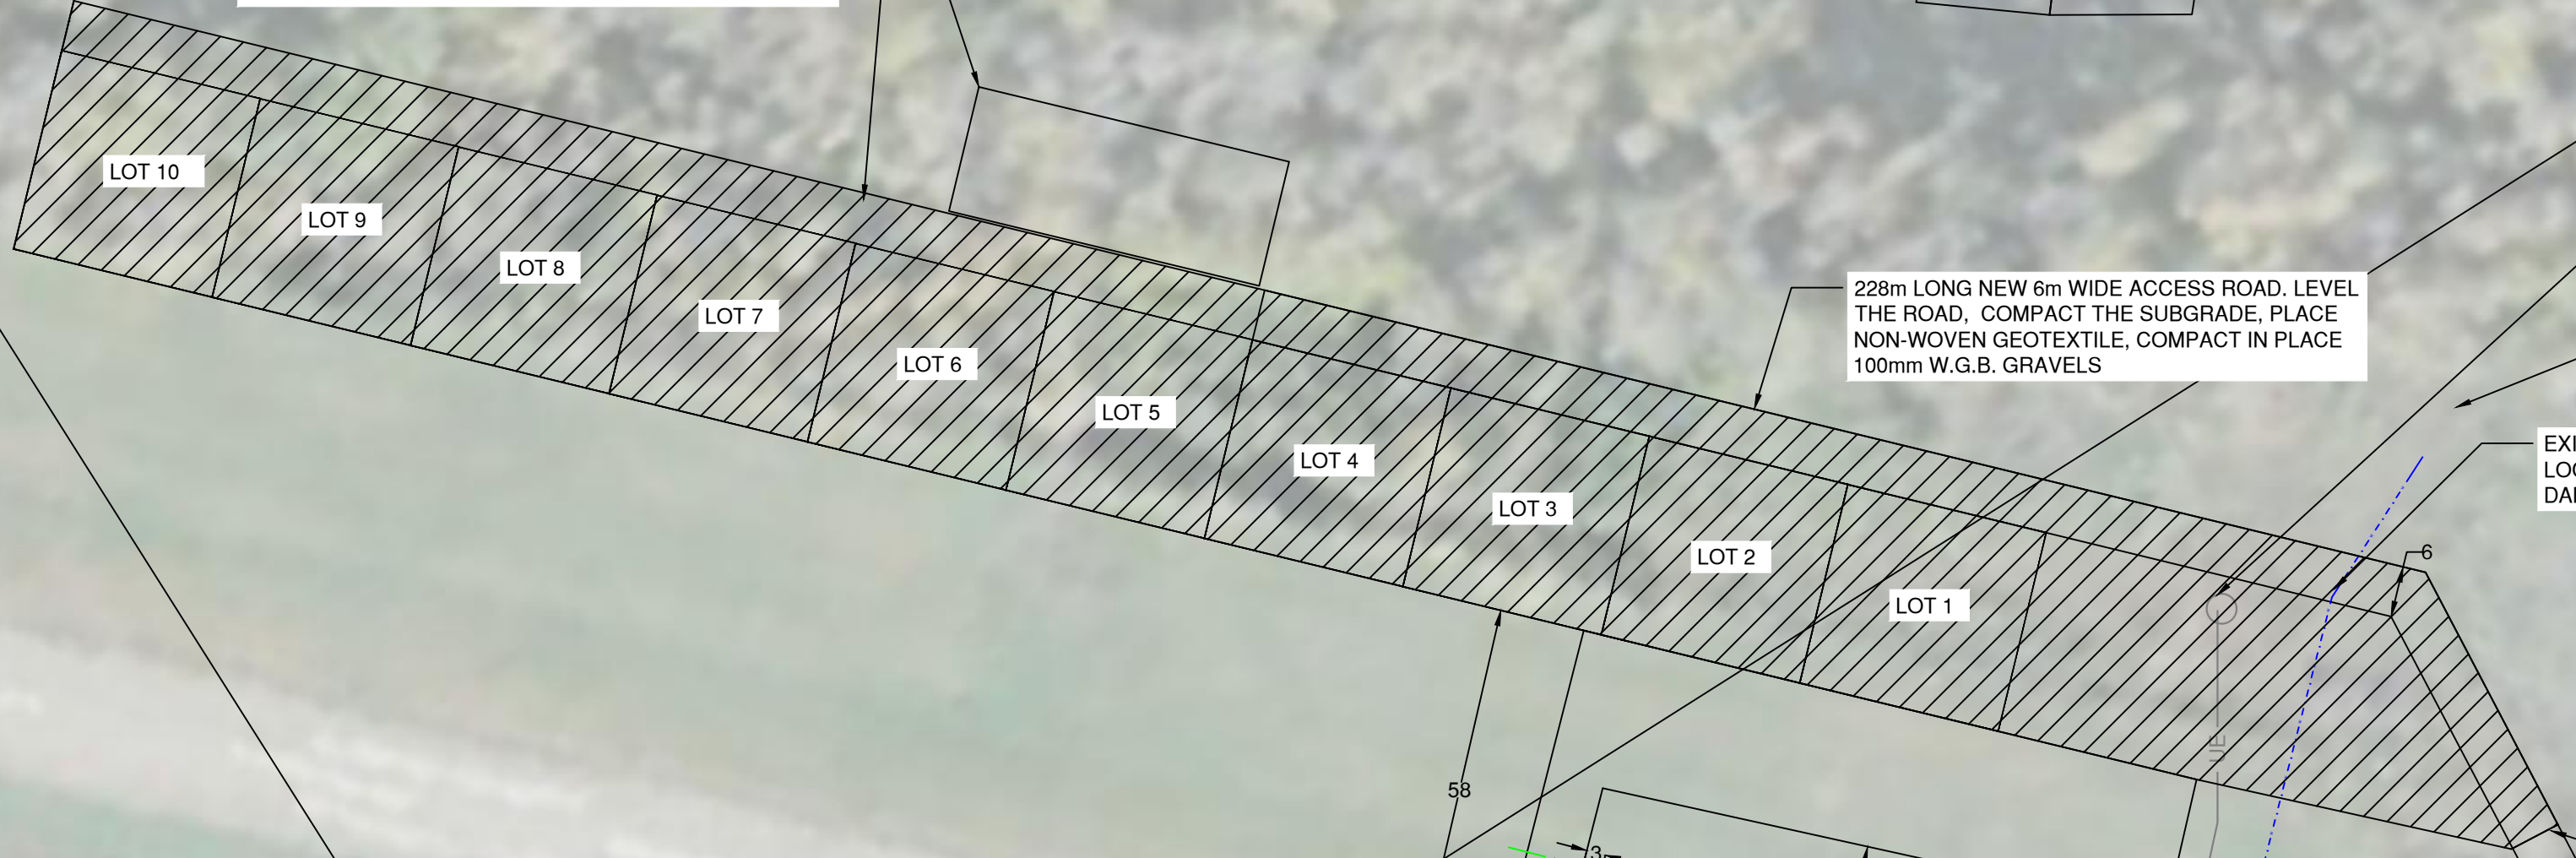 LOT 10
LOT 9
LOT 8
LOT 7
LOT 6
LOT 5
LOT 4
LOT 3
LOT 2
LOT 1
228m LONG NEW 6m WIDE ACCESS ROAD. LEVEL
THE ROAD, COMPACT THE SUBGRADE, PLACE
NON-WOVEN GEOTEXTILE, COMPACT IN PLACE
100mm W.G.B. GRAVELS
6
58
3
UE